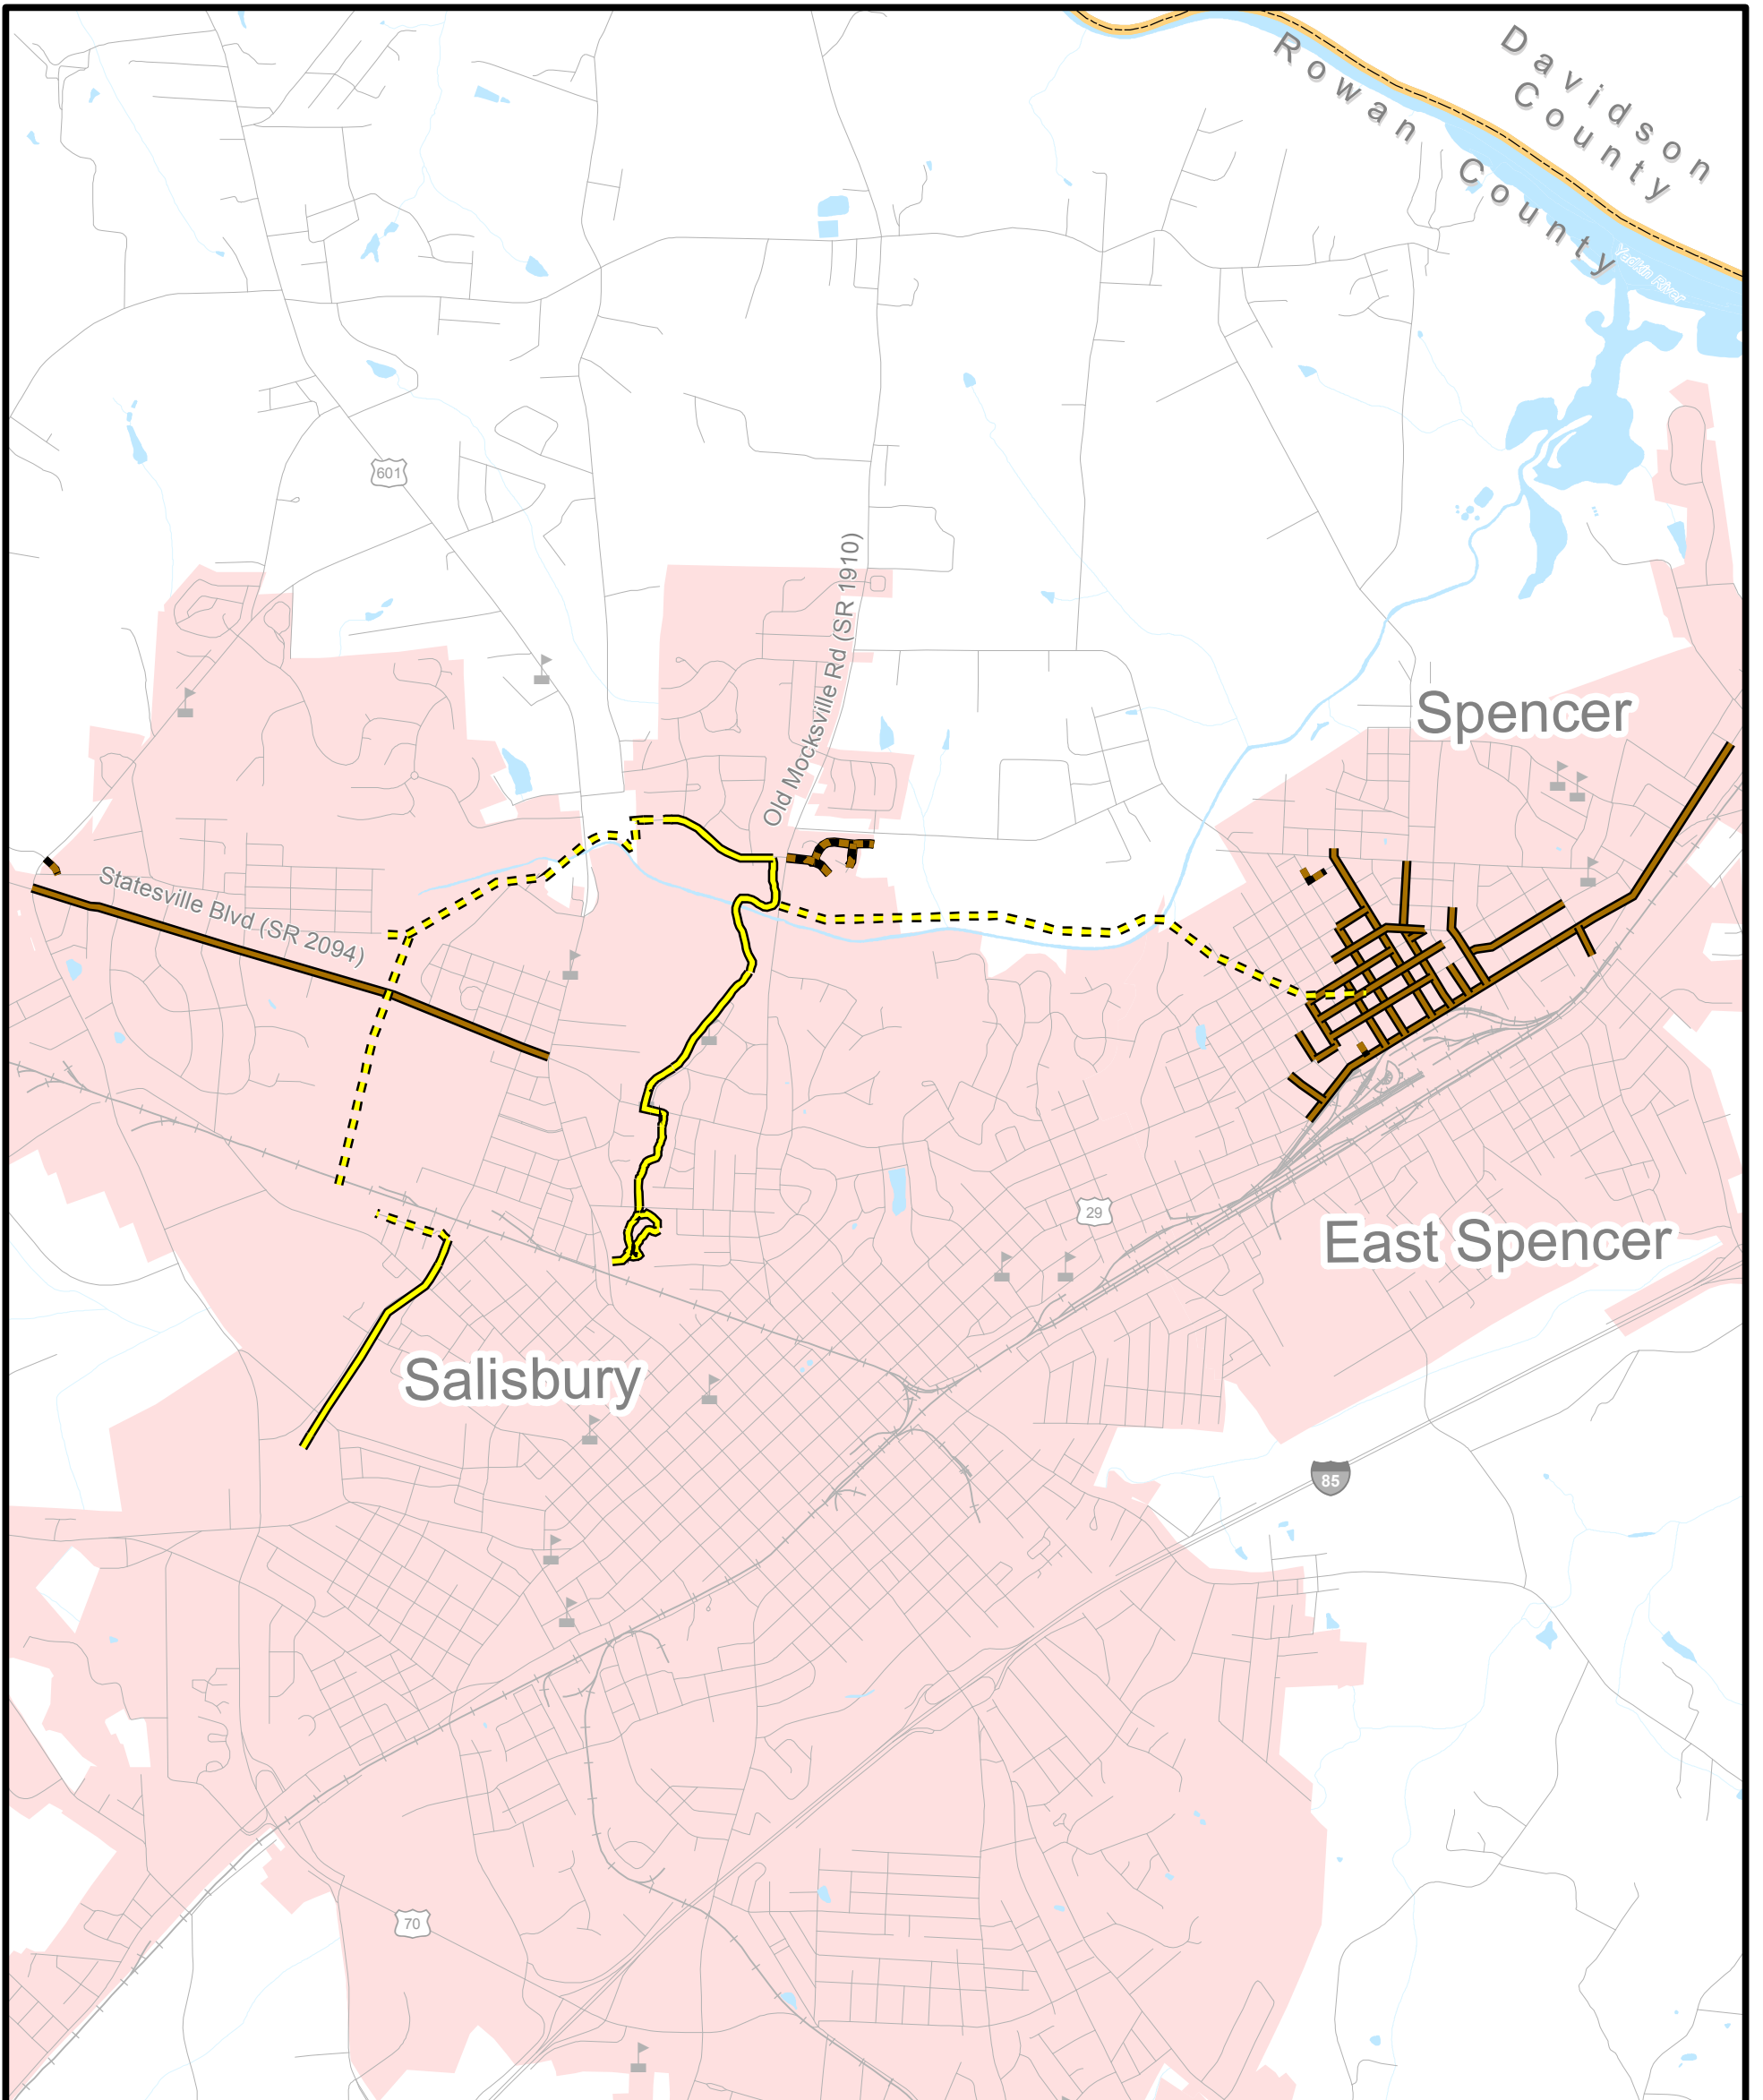 Davidson
County
Rowan County
Yadkin River
601
Old Mocksville Rd (SR 1910)
Spencer
Statesville Blvd (SR 2094)
29
East Spencer
Salisbury
85
70